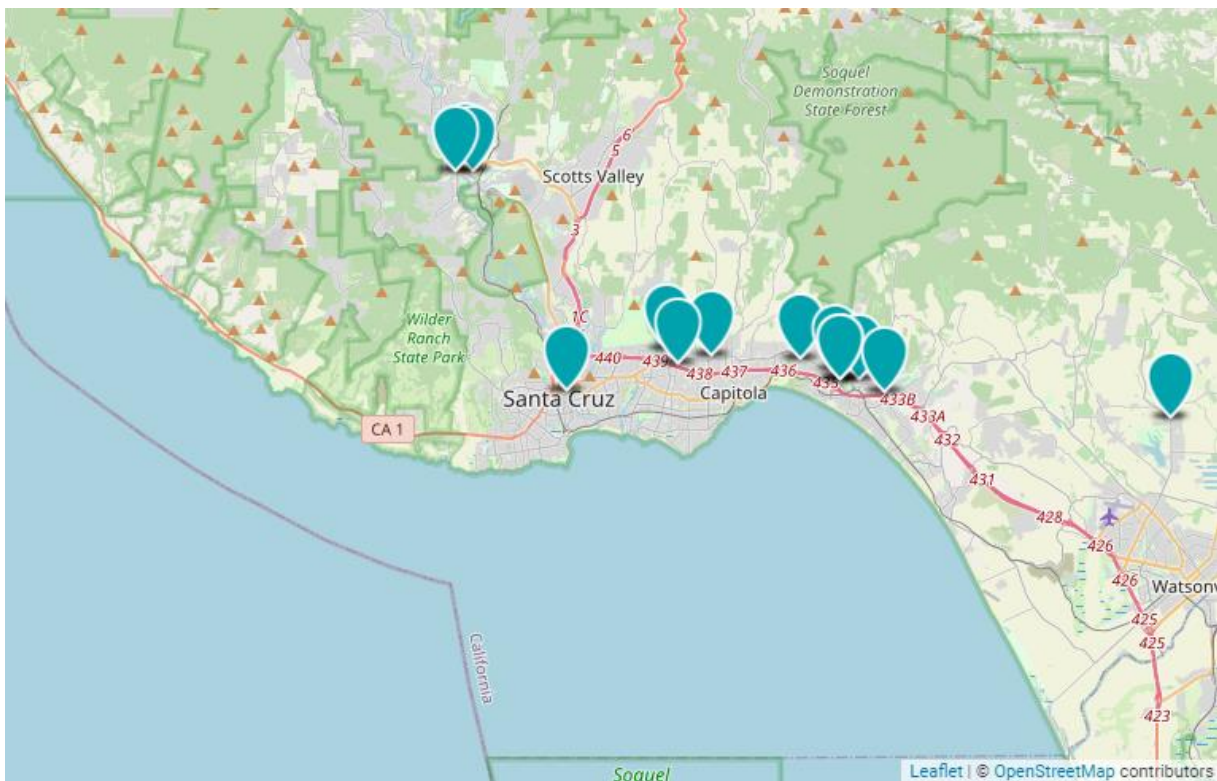 Soquel
Demonstration
State Forest
6
5
Scotts Valley
3
1C
Wilder
Ranch
State Park
440
439
438
437
436
435
Santa Cruz
Capitola
433B
433A
CA 1
432
431
428
426
426
Watsonv
425
425
California
423
Soquel
Leaflet | © OpenStreetMap contributors